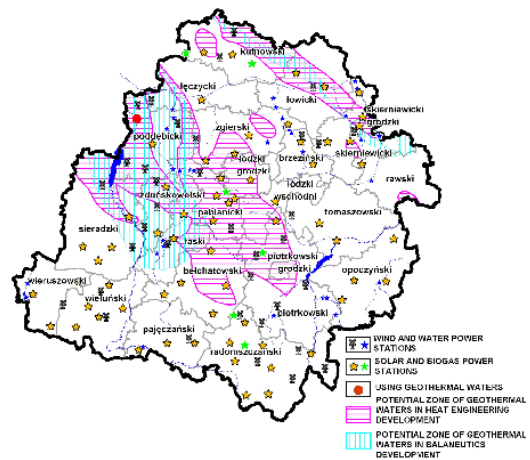 kutnowski
łęczycki
łowicki
skierniewicki
grodzki
zgierski
poddębicki
łódzki
grodzki
brzeziński
skierniewicki
rawski
zduńskowolski
łódzki
wschodni
pabianicki
tomaszowski
sieradzki
łaski
piotrkowski
grodzki
bełchatowski
opoczyński
wieruszowski
wieluński
piotrkowski
pajęczański
radomszczański
WIND AND WATER POWER
STATIONS
SOLAR AND BIOGAS POWER
STATIONS
USING GEOTHERMAL WATERS
POTENTIAL ZONE OF GEOTHERMAL
WATERS IN HEAT ENGINEERING
DEVELOPMENT
POTENTIAL ZONE OF GEOTHERMAL
WATERS IN BALANEUTICS
DEVELOPMENT